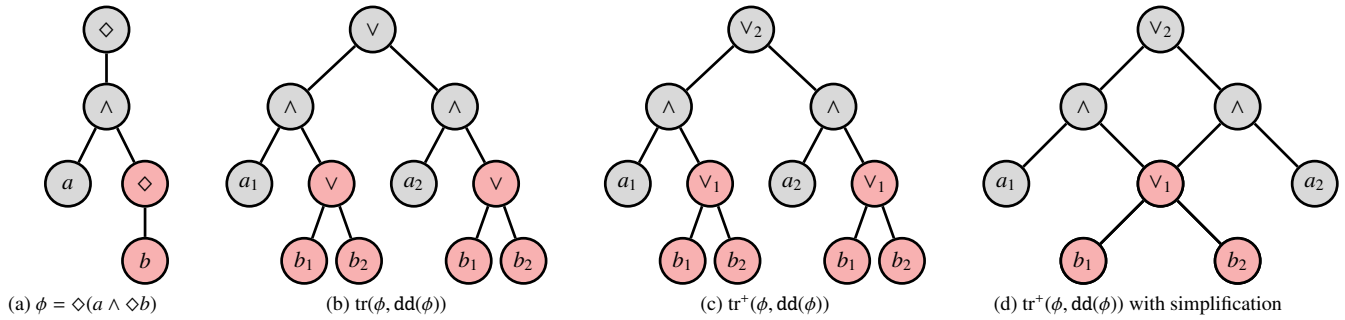 ◇ ∨ ∨₂ ∨₂
∧ ∧ ∧ ∧ ∧ ∧ ∧
a ◇ a₁ ∨ a₂ ∨ a₁ ∨₁ a₂ ∨₁ a₁ ∨₁ a₂
b b₁ b₂ b₁ b₂ b₁ b₂ b₁ b₂ b₁ b₂
(a) ϕ = ◇(a ∧ ◇b) (b) tr(ϕ, dd(ϕ)) (c) tr⁺(ϕ, dd(ϕ)) (d) tr⁺(ϕ, dd(ϕ)) with simplification